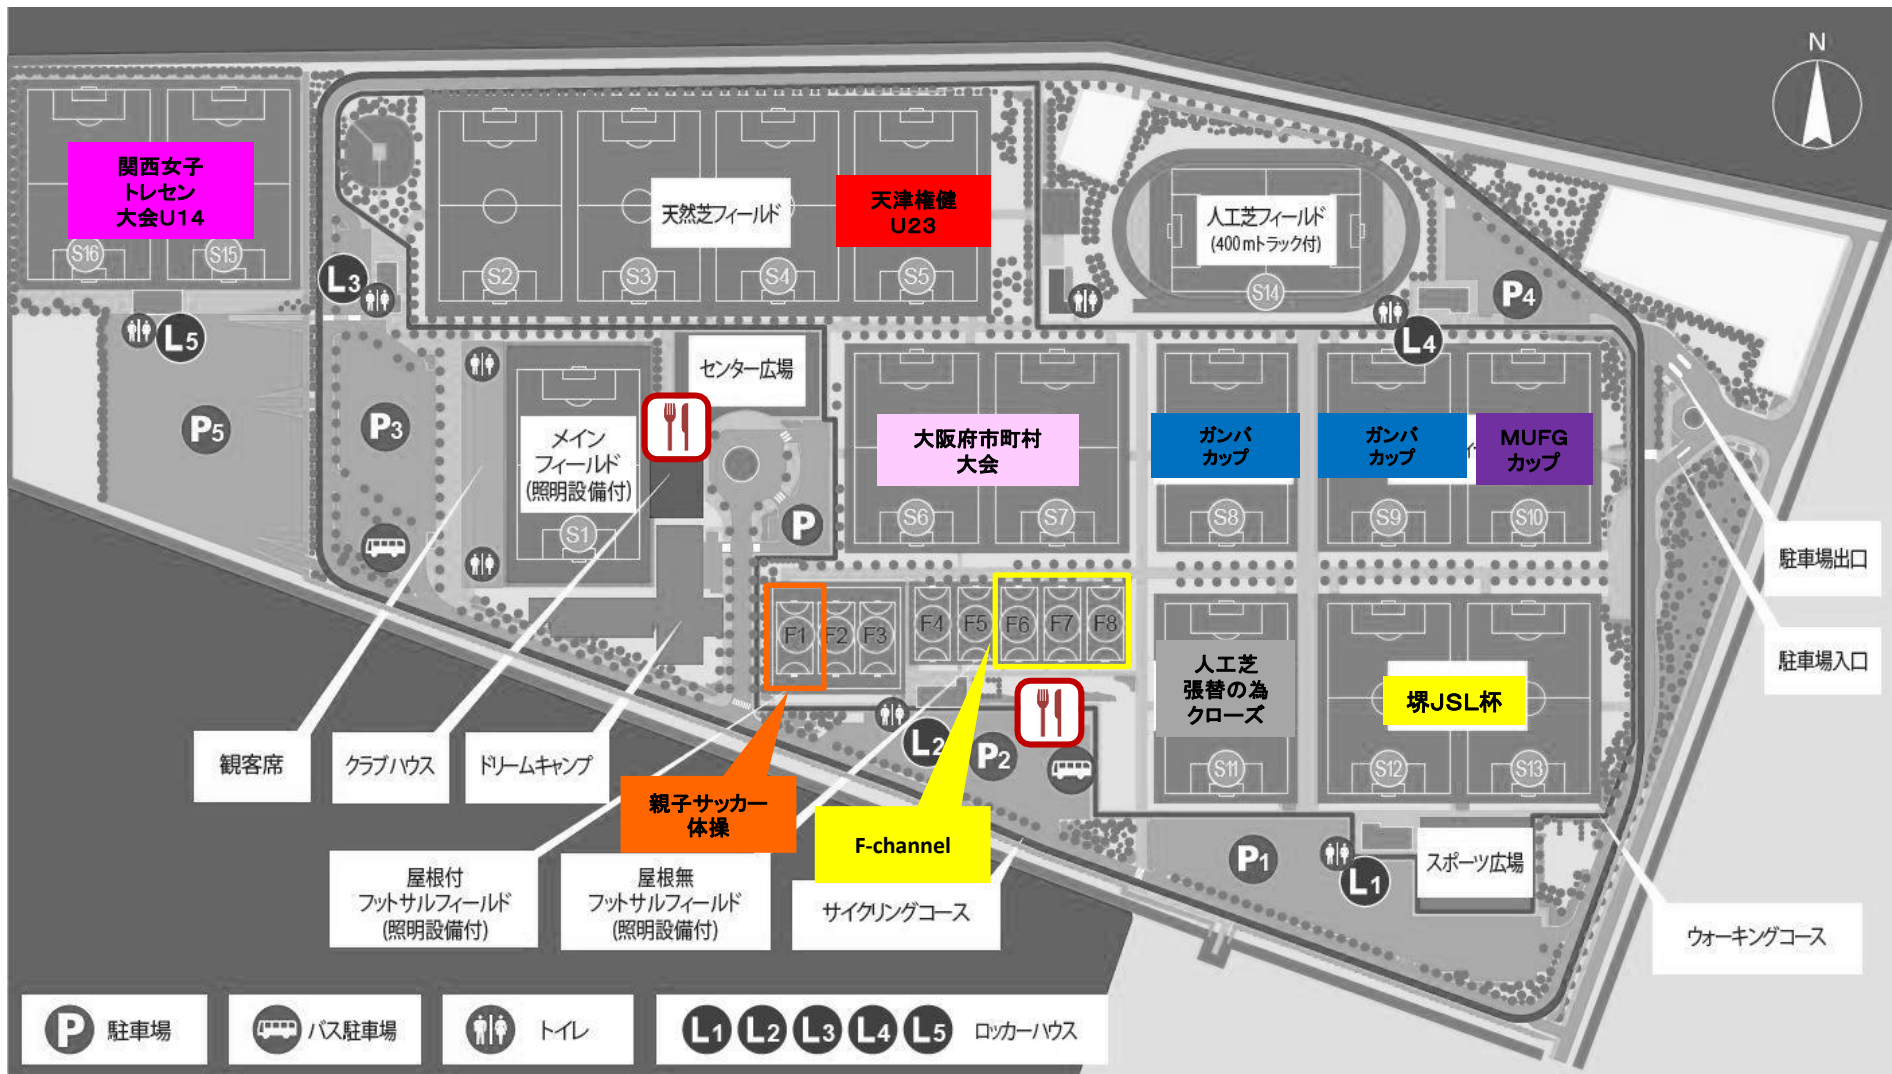 N
関西女子
トレセン
大会U14
S16
S15
天然芝フィールド
天津権健
U23
S2
S3
S4
S5
人工芝フィールド
(400mトラック付)
S14
L3
L5
P4
L4
P5
P3
センター広場
メイン
フィールド
(照明設備付)
S1
P
大阪府市町村
大会
S6
S7
ガンバ
カップ
S8
ガンバ
カップ
S9
MUFG
カップ
S10
駐車場出口
駐車場入口
F1
F2
F3
F4
F5
F6
F7
F8
人工芝
張替の為
クローズ
S11
堺JSL杯
S12
S13
観客席
クラブハウス
ドリームキャンプ
親子サッカー
体操
L2
P2
F-channel
屋根付
フットサルフィールド
(照明設備付)
屋根無
フットサルフィールド
(照明設備付)
サイクリングコース
P1
L1
スポーツ広場
ウォーキングコース
P 駐車場
バス駐車場
トイレ
L1 L2 L3 L4 L5 ロッカーハウス